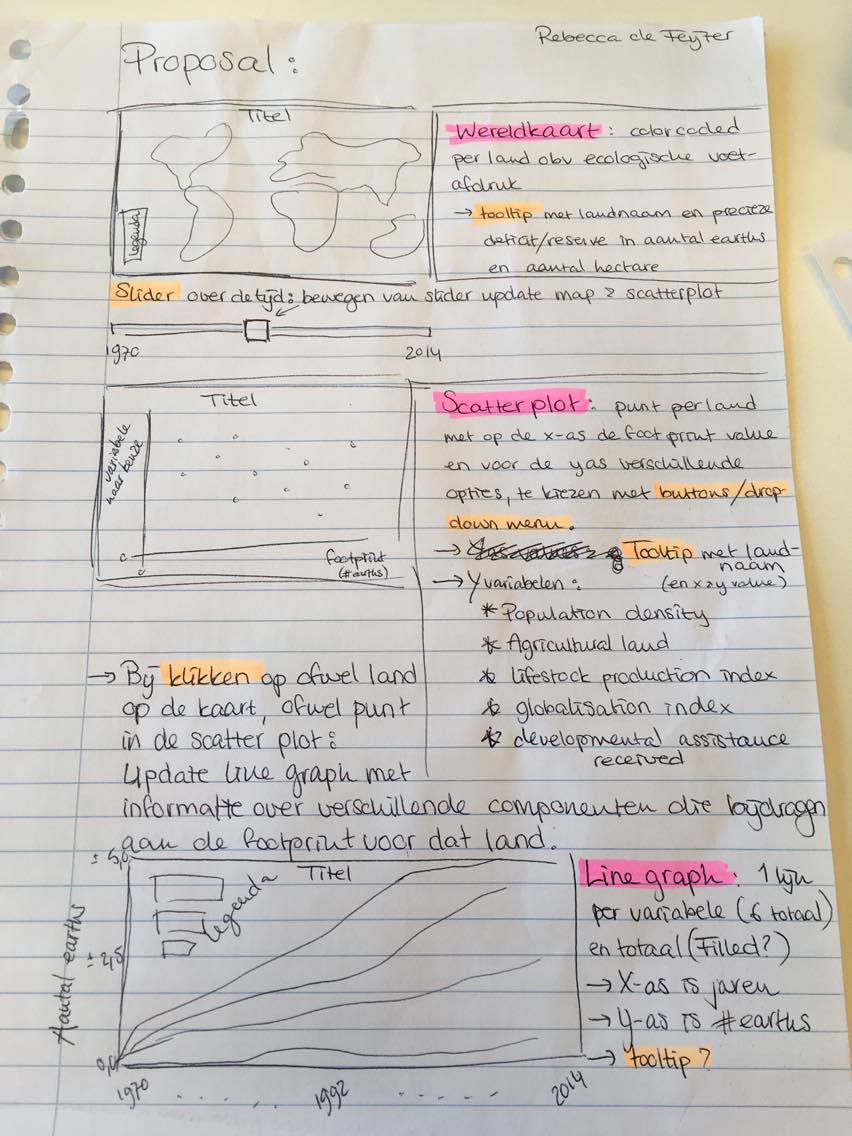 Rebecca de Feyter
Proposal:
Titel
legenda
Wereldkaart: color coded
per land obv ecologische voet-
afdruk
→ tooltip met landnaam en precieze
deficit/reserve in aantal earths
en aantal hectare
Slider over de tijd: bewegen van slider update map & scatterplot
1970 2014
Titel
variabele
naar keuze
footprint
(#earths)
Scatterplot: punt per land
met op de x-as de footprint value
en voor de y as verschillende
opties, te kiezen met buttons/drop-
down menu.
→ Tooltip met land-
naam
(en x & y value)
→ Y variabelen:
* Population density
* Agricultural land
* lifestock production index
* globalisation index
* developmental assistance
received
→ Bij klikken op ofwel land
op de kaart, ofwel punt
in de scatter plot:
Update line graph met
informatie over verschillende componenten die bijdragen
aan de footprint voor dat land.
Titel
legenda
Aantal earths
± 5,0
± 2,5
0,0
1970 ..... 1992 ..... 2014
Line graph: 1 lijn
per variabele (6 totaal)
en totaal (Filled?)
→ X-as is jaren
→ Y-as is #earths
→ tooltip?